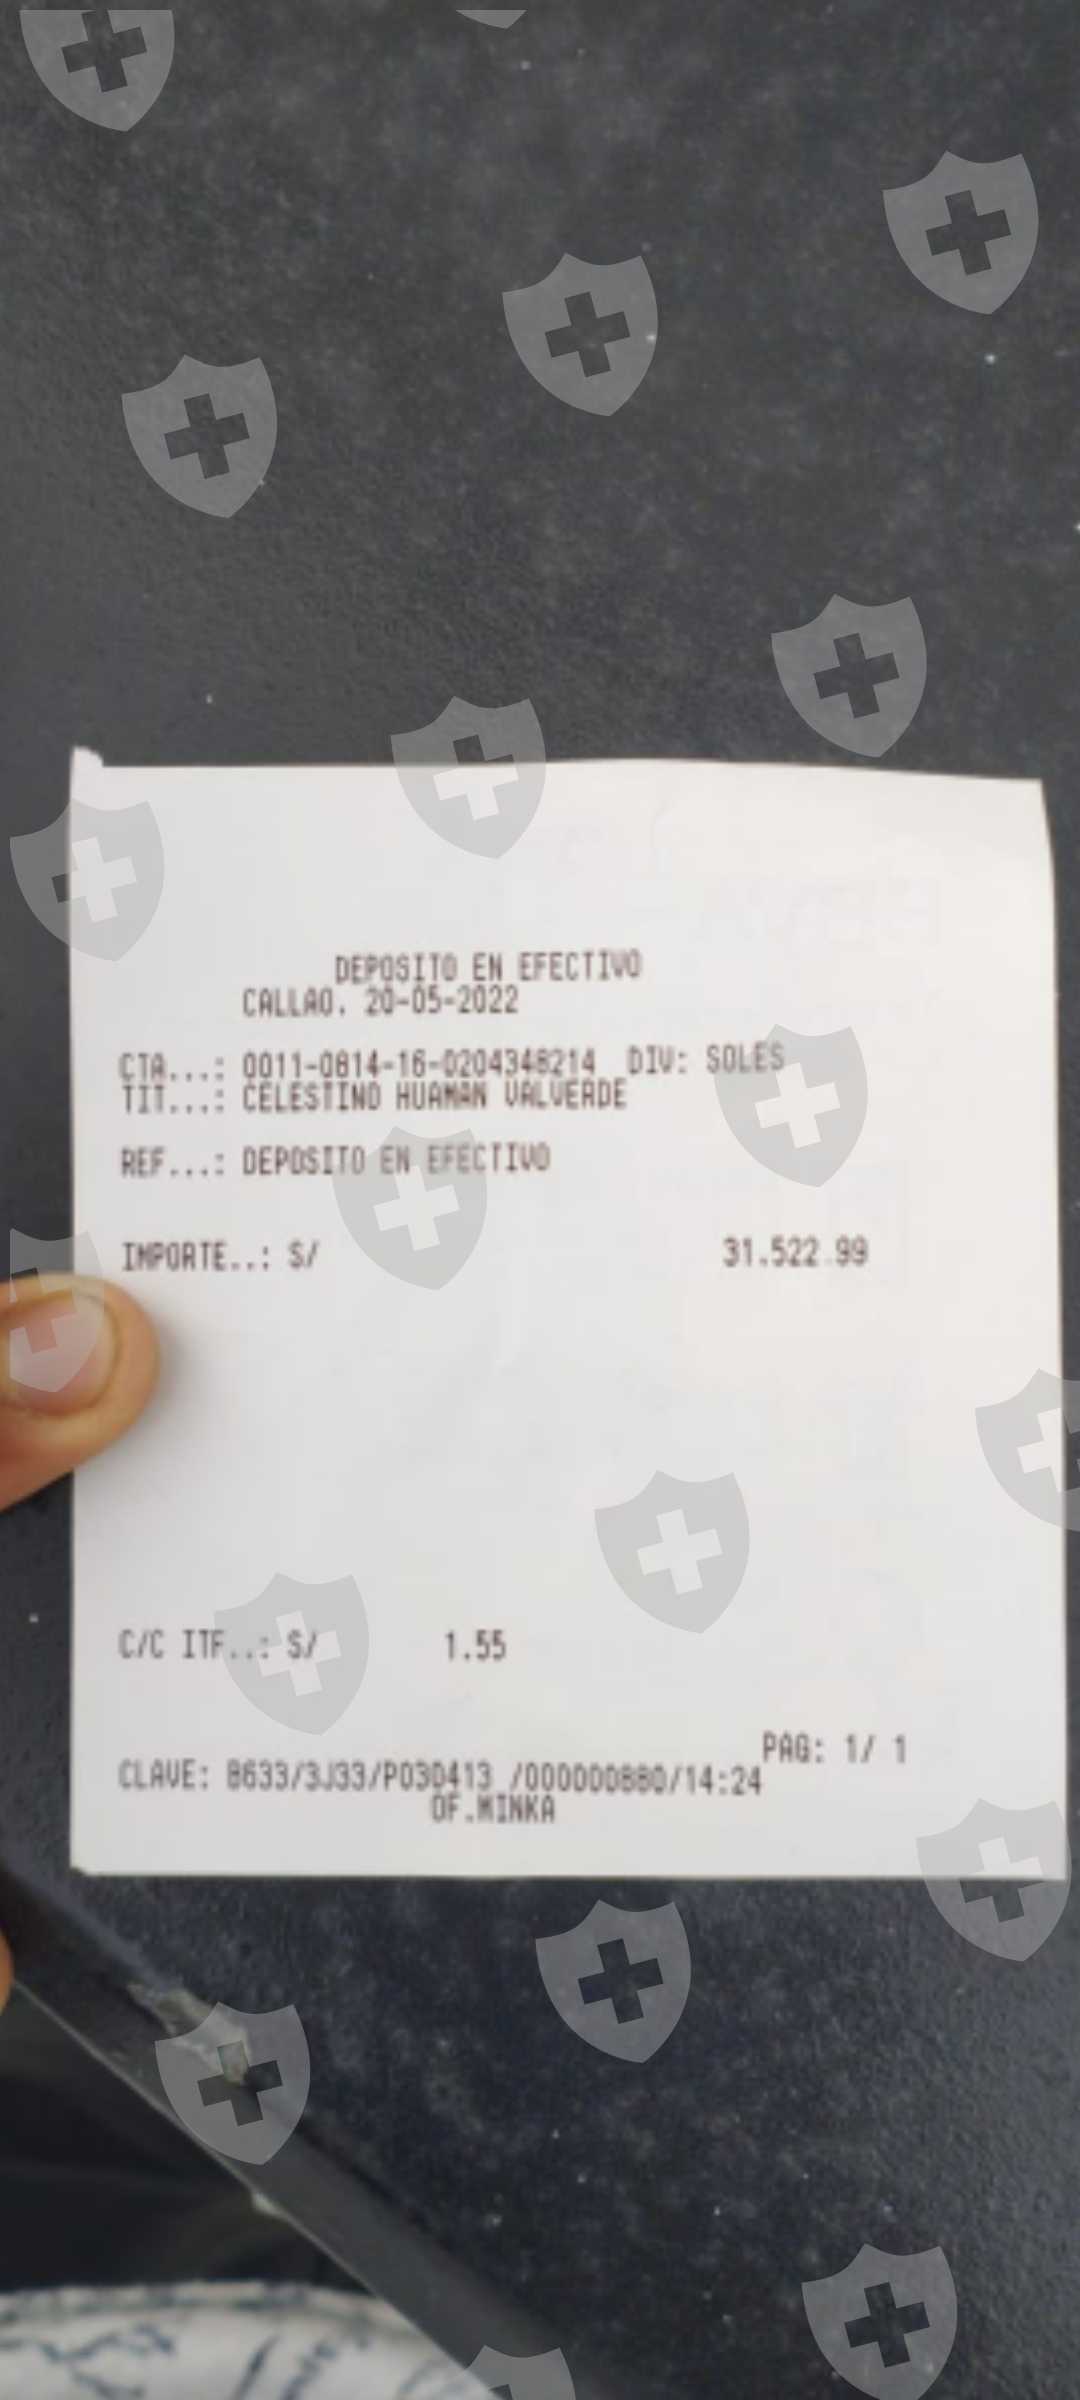 DEPOSITO EN EFECTIVO
CALLAO. 20-05-2022
CTA...: 0011-0814-16-0204348214 DIV: SOLES
TIT...: CELESTINO HUAMAN VALVERDE
REF...: DEPOSITO EN EFECTIVO
IMPORTE..: S/ 31.522.99
C/C ITF..: S/ 1.55
PAG: 1/ 1
CLAVE: B633/3J33/P030413 /000000880/14:24
OF.MINKA